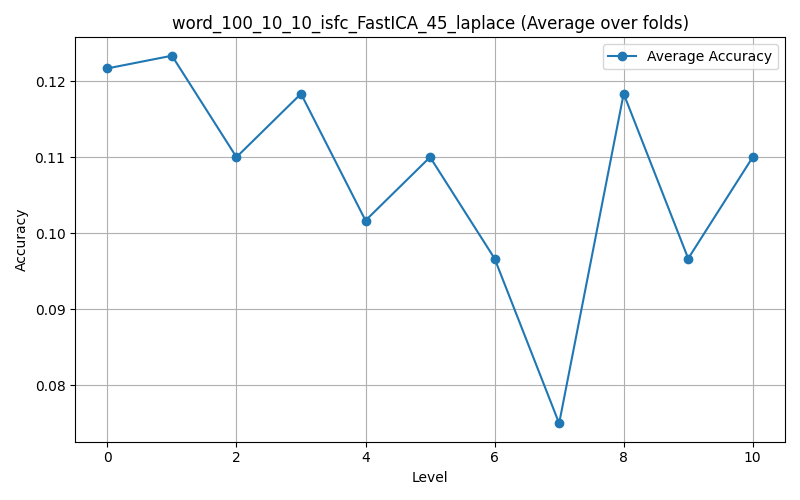 word_100_10_10_isfc_FastICA_45_laplace (Average over folds)
Average Accuracy
0.12
0.11
0.10
0.09
0.08
Accuracy
0 2 4 6 8 10
Level